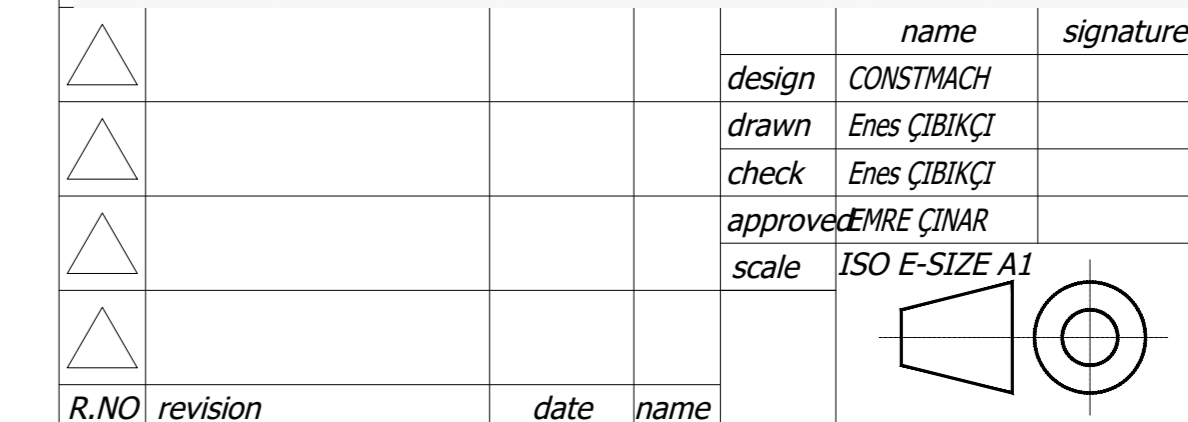 name signature
design CONSTMACH
drawn Enes ÇIBIKÇI
check Enes ÇIBIKÇI
approved EMRE ÇINAR
scale ISO E-SIZE A1
R.NO revision date name